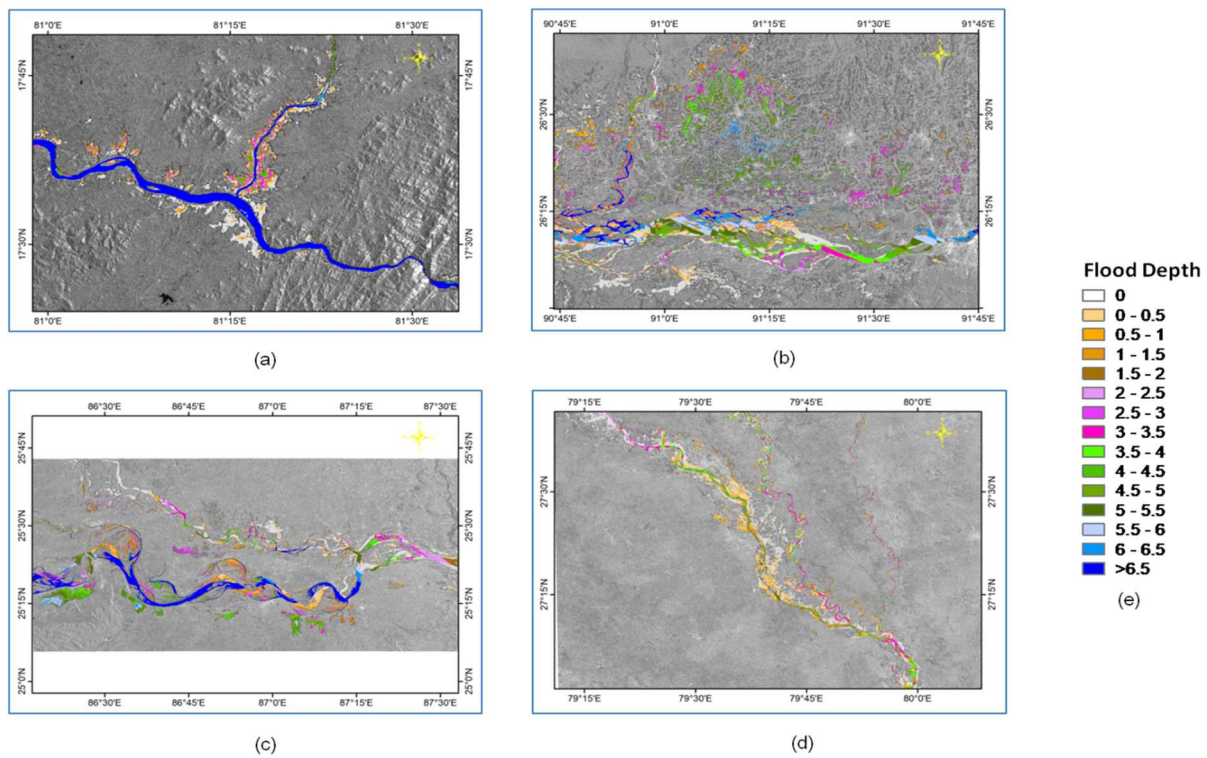 81°0'E 81°15'E 81°30'E
17°45'N 17°45'N
17°30'N 17°30'N
81°0'E 81°15'E 81°30'E
(a)
90°45'E 91°0'E 91°15'E 91°30'E 91°45'E
26°30'N 26°30'N
26°15'N 26°15'N
90°45'E 91°0'E 91°15'E 91°30'E 91°45'E
(b)
86°30'E 86°45'E 87°0'E 87°15'E 87°30'E
25°45'N 25°45'N
25°30'N 25°30'N
25°15'N 25°15'N
25°0'N 25°0'N
86°30'E 86°45'E 87°0'E 87°15'E 87°30'E
(c)
79°15'E 79°30'E 79°45'E 80°0'E
27°30'N 27°30'N
27°15'N 27°15'N
79°15'E 79°30'E 79°45'E 80°0'E
(d)
Flood Depth
0
0 - 0.5
0.5 - 1
1 - 1.5
1.5 - 2
2 - 2.5
2.5 - 3
3 - 3.5
3.5 - 4
4 - 4.5
4.5 - 5
5 - 5.5
5.5 - 6
6 - 6.5
>6.5
(e)